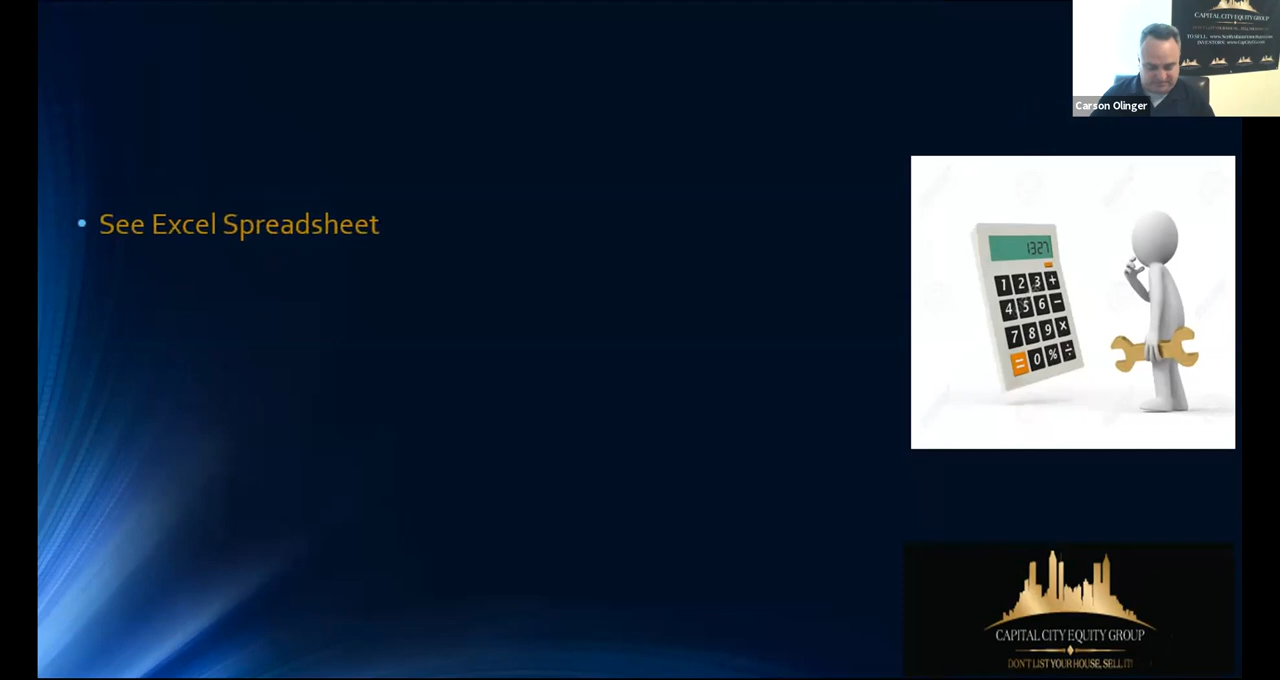 CAPITAL CITY EQUITY GROUP
Carson Olinger
• See Excel Spreadsheet
1327
1 2 3 +
4 5 6 −
7 8 9 X
= 0 % ÷
CAPITAL CITY EQUITY GROUP
DON'T LIST YOUR HOUSE, SELL IT!